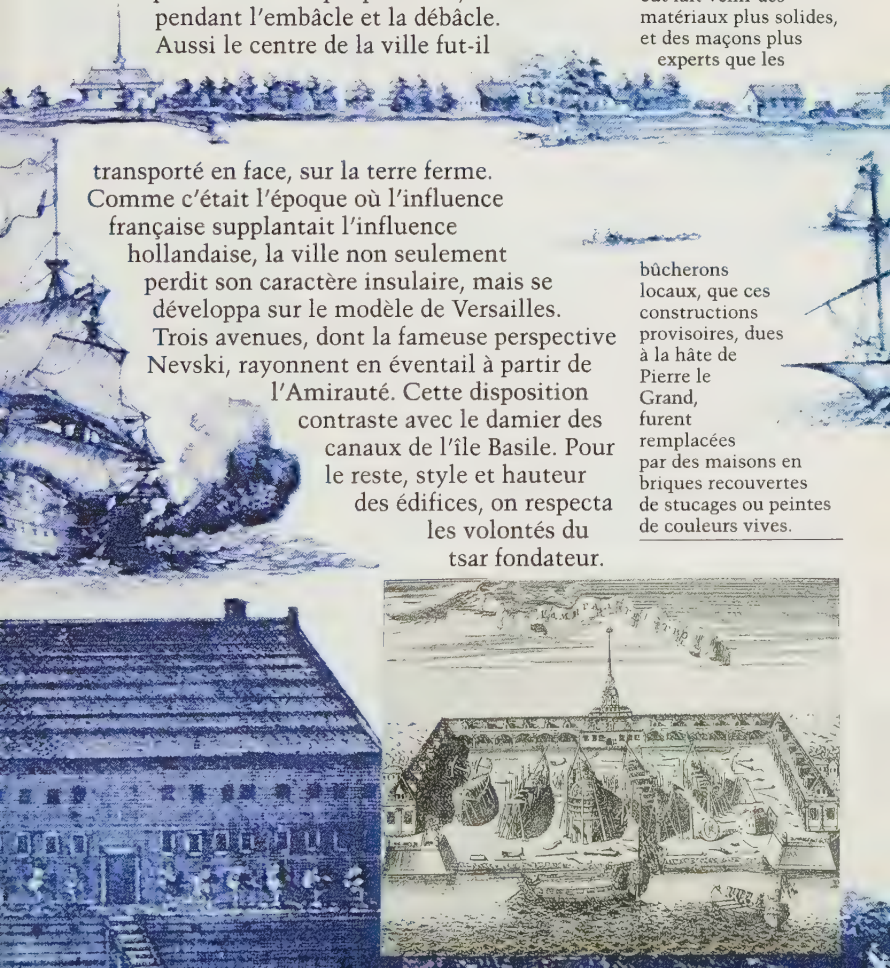 pendant l'embâcle et la débâcle.
Aussi le centre de la ville fut-il
transporté en face, sur la terre ferme.
Comme c'était l'époque où l'influence
française supplantait l'influence
hollandaise, la ville non seulement
perdit son caractère insulaire, mais se
développa sur le modèle de Versailles.
Trois avenues, dont la fameuse perspective
Nevski, rayonnent en éventail à partir de
l'Amirauté. Cette disposition
contraste avec le damier des
canaux de l'île Basile. Pour
le reste, style et hauteur
des édifices, on respecta
les volontés du
tsar fondateur.
matériaux plus solides,
et des maçons plus
experts que les
bûcherons
locaux, que ces
constructions
provisoires, dues
à la hâte de
Pierre le
Grand,
furent
remplacées
par des maisons en
briques recouvertes
de stucages ou peintes
de couleurs vives.